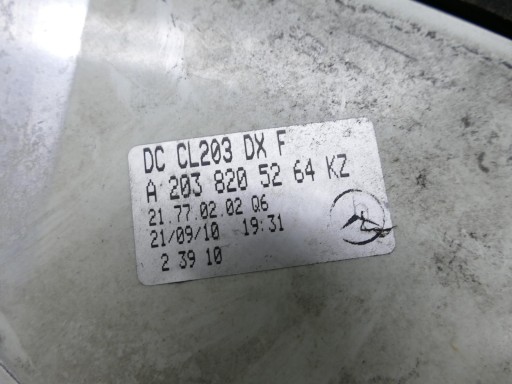 DC CL203 DX F
A 203 820 52 64 KZ
21.77.02.02 Q6
21/09/10 19:31
2 39 10